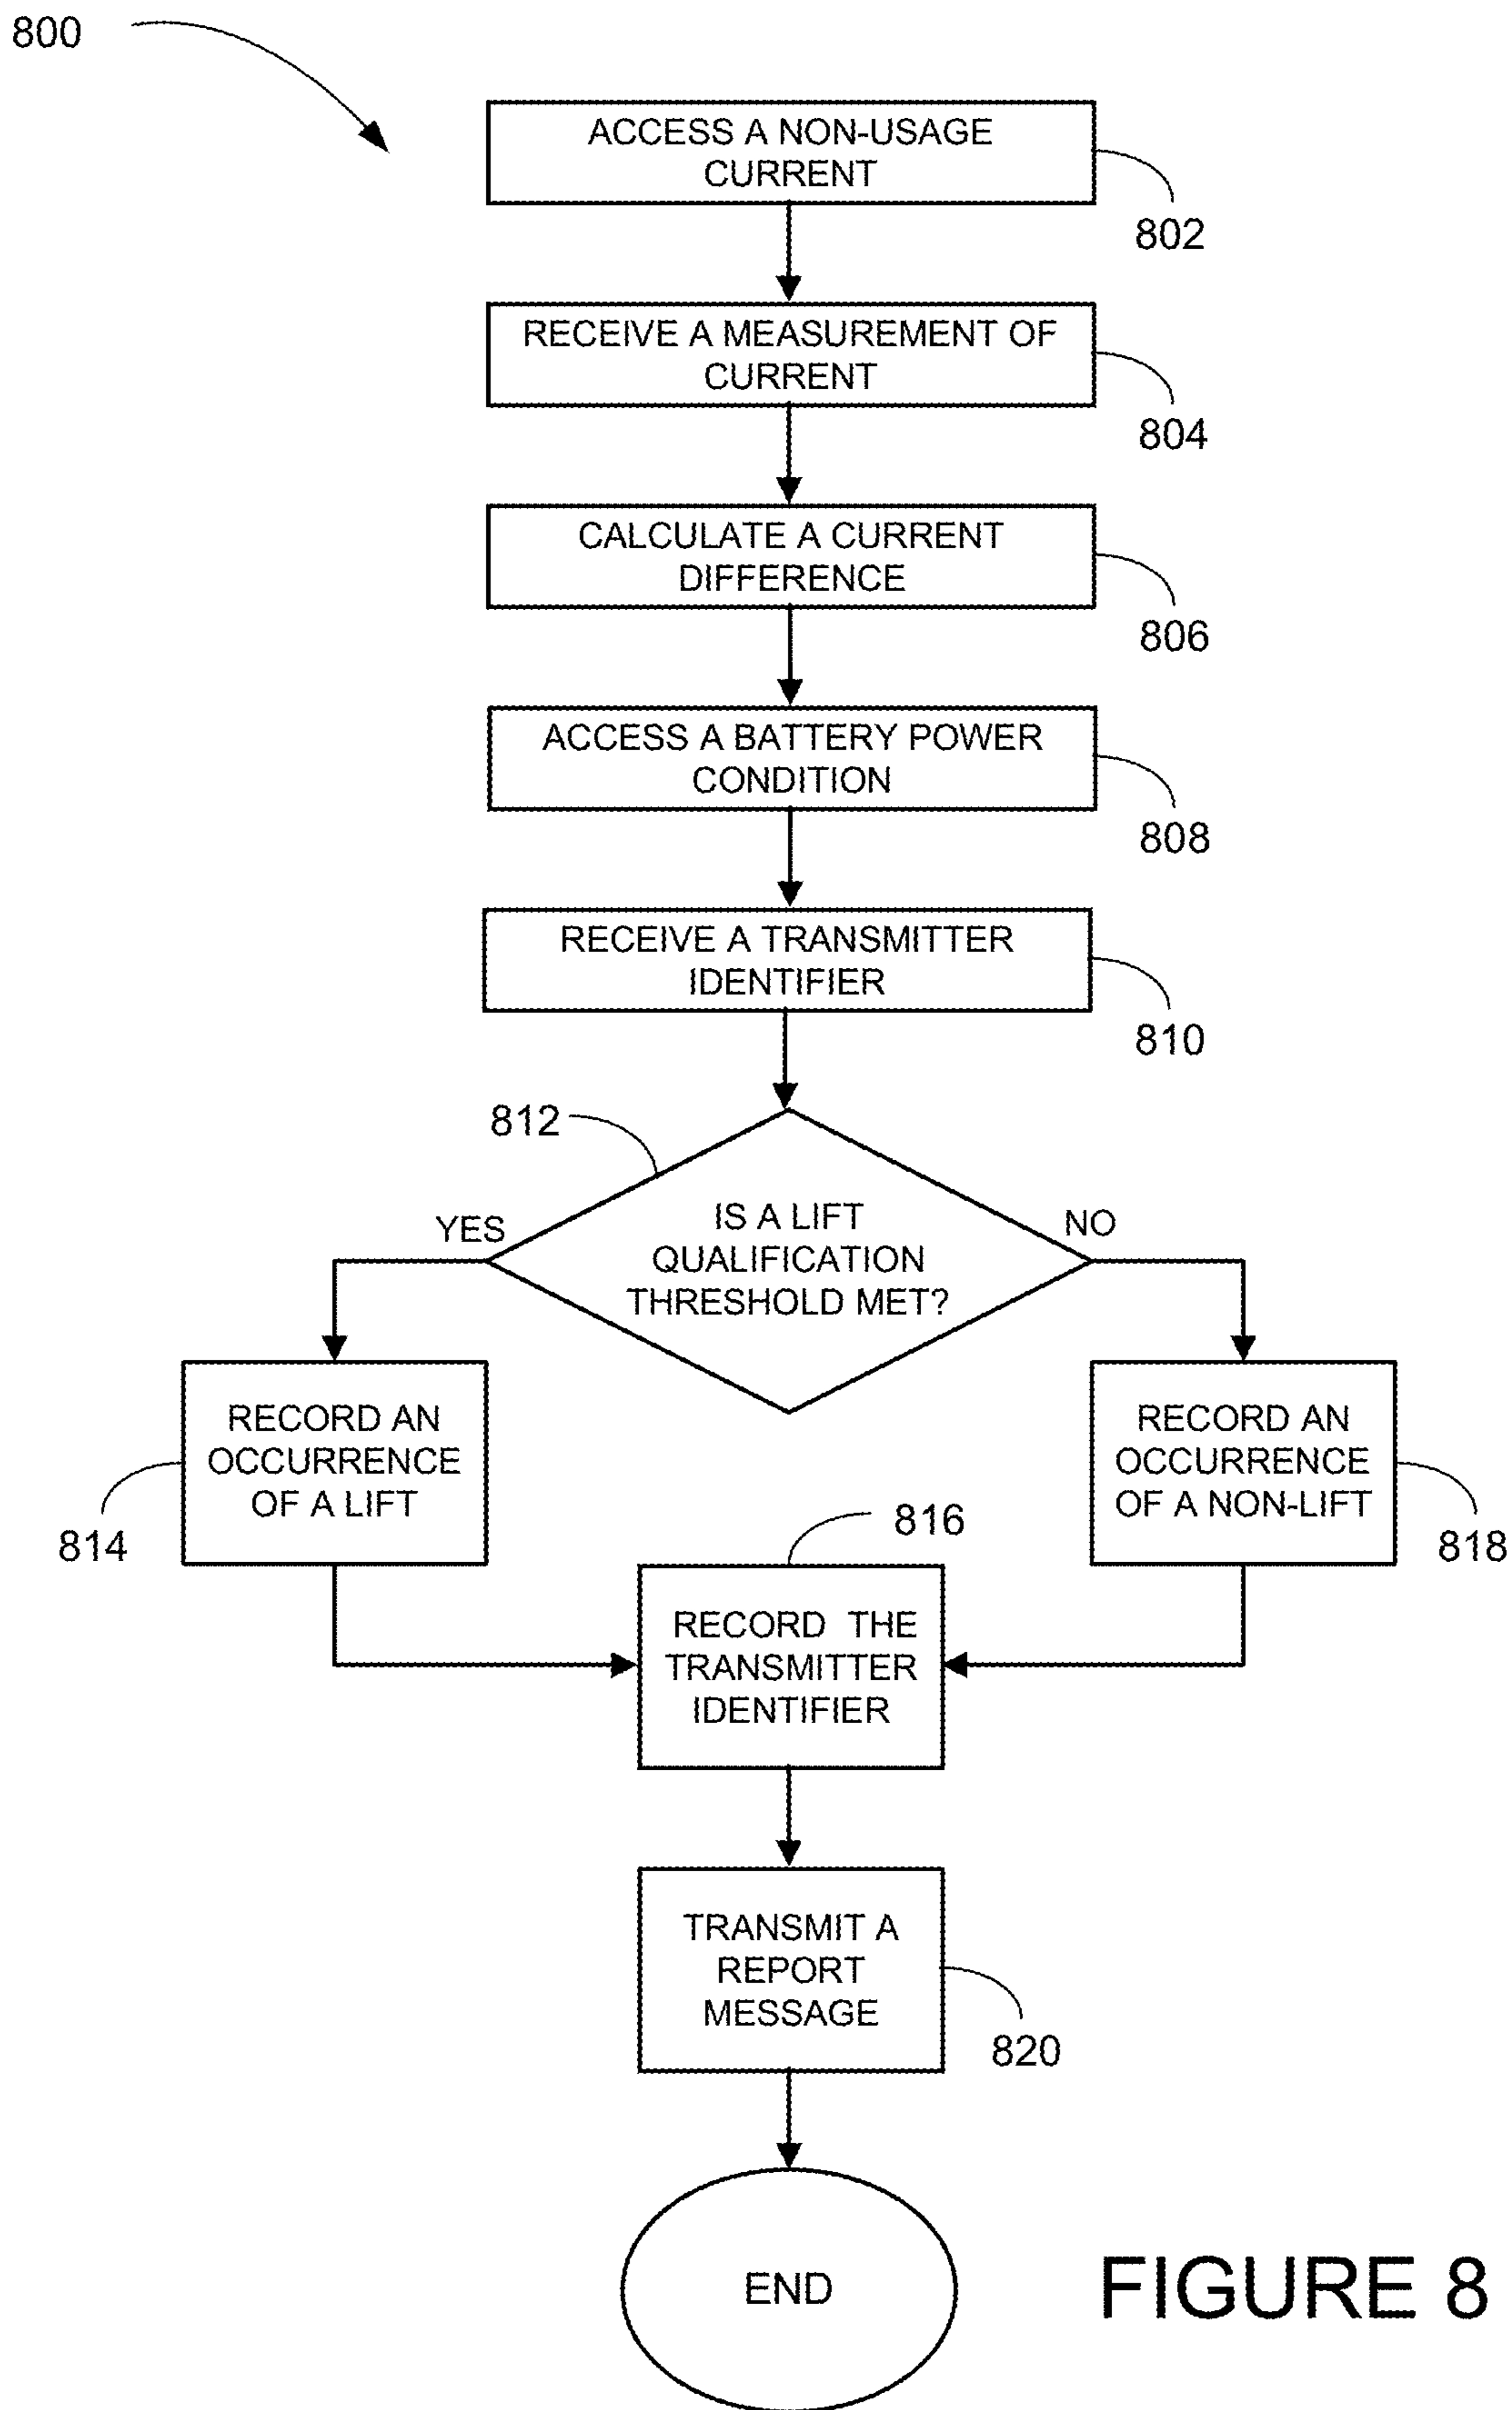 800
ACCESS A NON-USAGE
CURRENT
802
RECEIVE A MEASUREMENT OF
CURRENT
804
CALCULATE A CURRENT
DIFFERENCE
806
ACCESS A BATTERY POWER
CONDITION
808
RECEIVE A TRANSMITTER
IDENTIFIER
810
812
YES
IS A LIFT
QUALIFICATION
THRESHOLD MET?
NO
RECORD AN
OCCURRENCE
OF A LIFT
814
RECORD AN
OCCURRENCE
OF A NON-LIFT
818
816
RECORD THE
TRANSMITTER
IDENTIFIER
TRANSMIT A
REPORT
MESSAGE
820
END
FIGURE 8